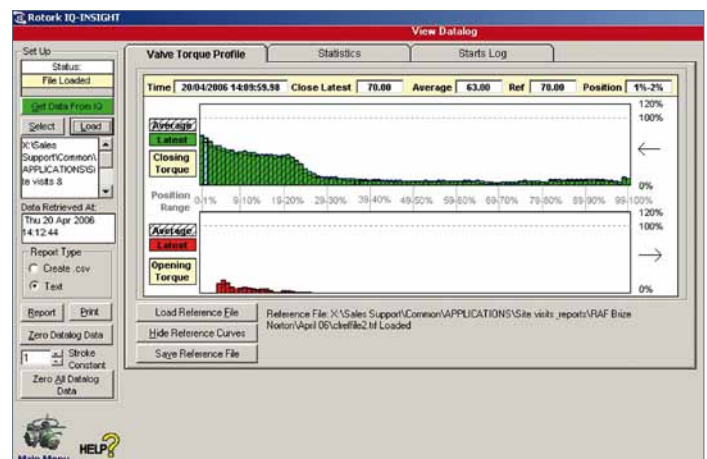 Rotork IQ-INSIGHT
View Datalog
Set Up
Status:
File Loaded
Get Data From IQ
Select Load
X:\Sales
Support\Common\
APPLICATIONS\Si
te visits &
Data Retrieved At:
Thu 20 Apr 2006
14:12:44
Report Type
Create .csv
Text
Report Print
Zero Datalog Data
1 Stroke
Constant
Zero All Datalog
Data
Main Menu HELP?
Valve Torque Profile Statistics Starts Log
Time 20/04/2006 14:09:59.98 Close Latest 70.00 Average 63.00 Ref 70.00 Position 1%-2%
120%
100%
Average
Latest
Closing
Torque
0%
Position
Range
0-1% 9-10% 19-20% 29-30% 39-40% 49-50% 59-60% 69-70% 79-80% 89-90% 99-100%
120%
100%
Average
Latest
Opening
Torque
0%
Load Reference File
Hide Reference Curves
Save Reference File
Reference File: X:\Sales Support\Common\APPLICATIONS\Site visits_reports\RAF Brize
Norton\April 06\ckeffile2.tif Loaded